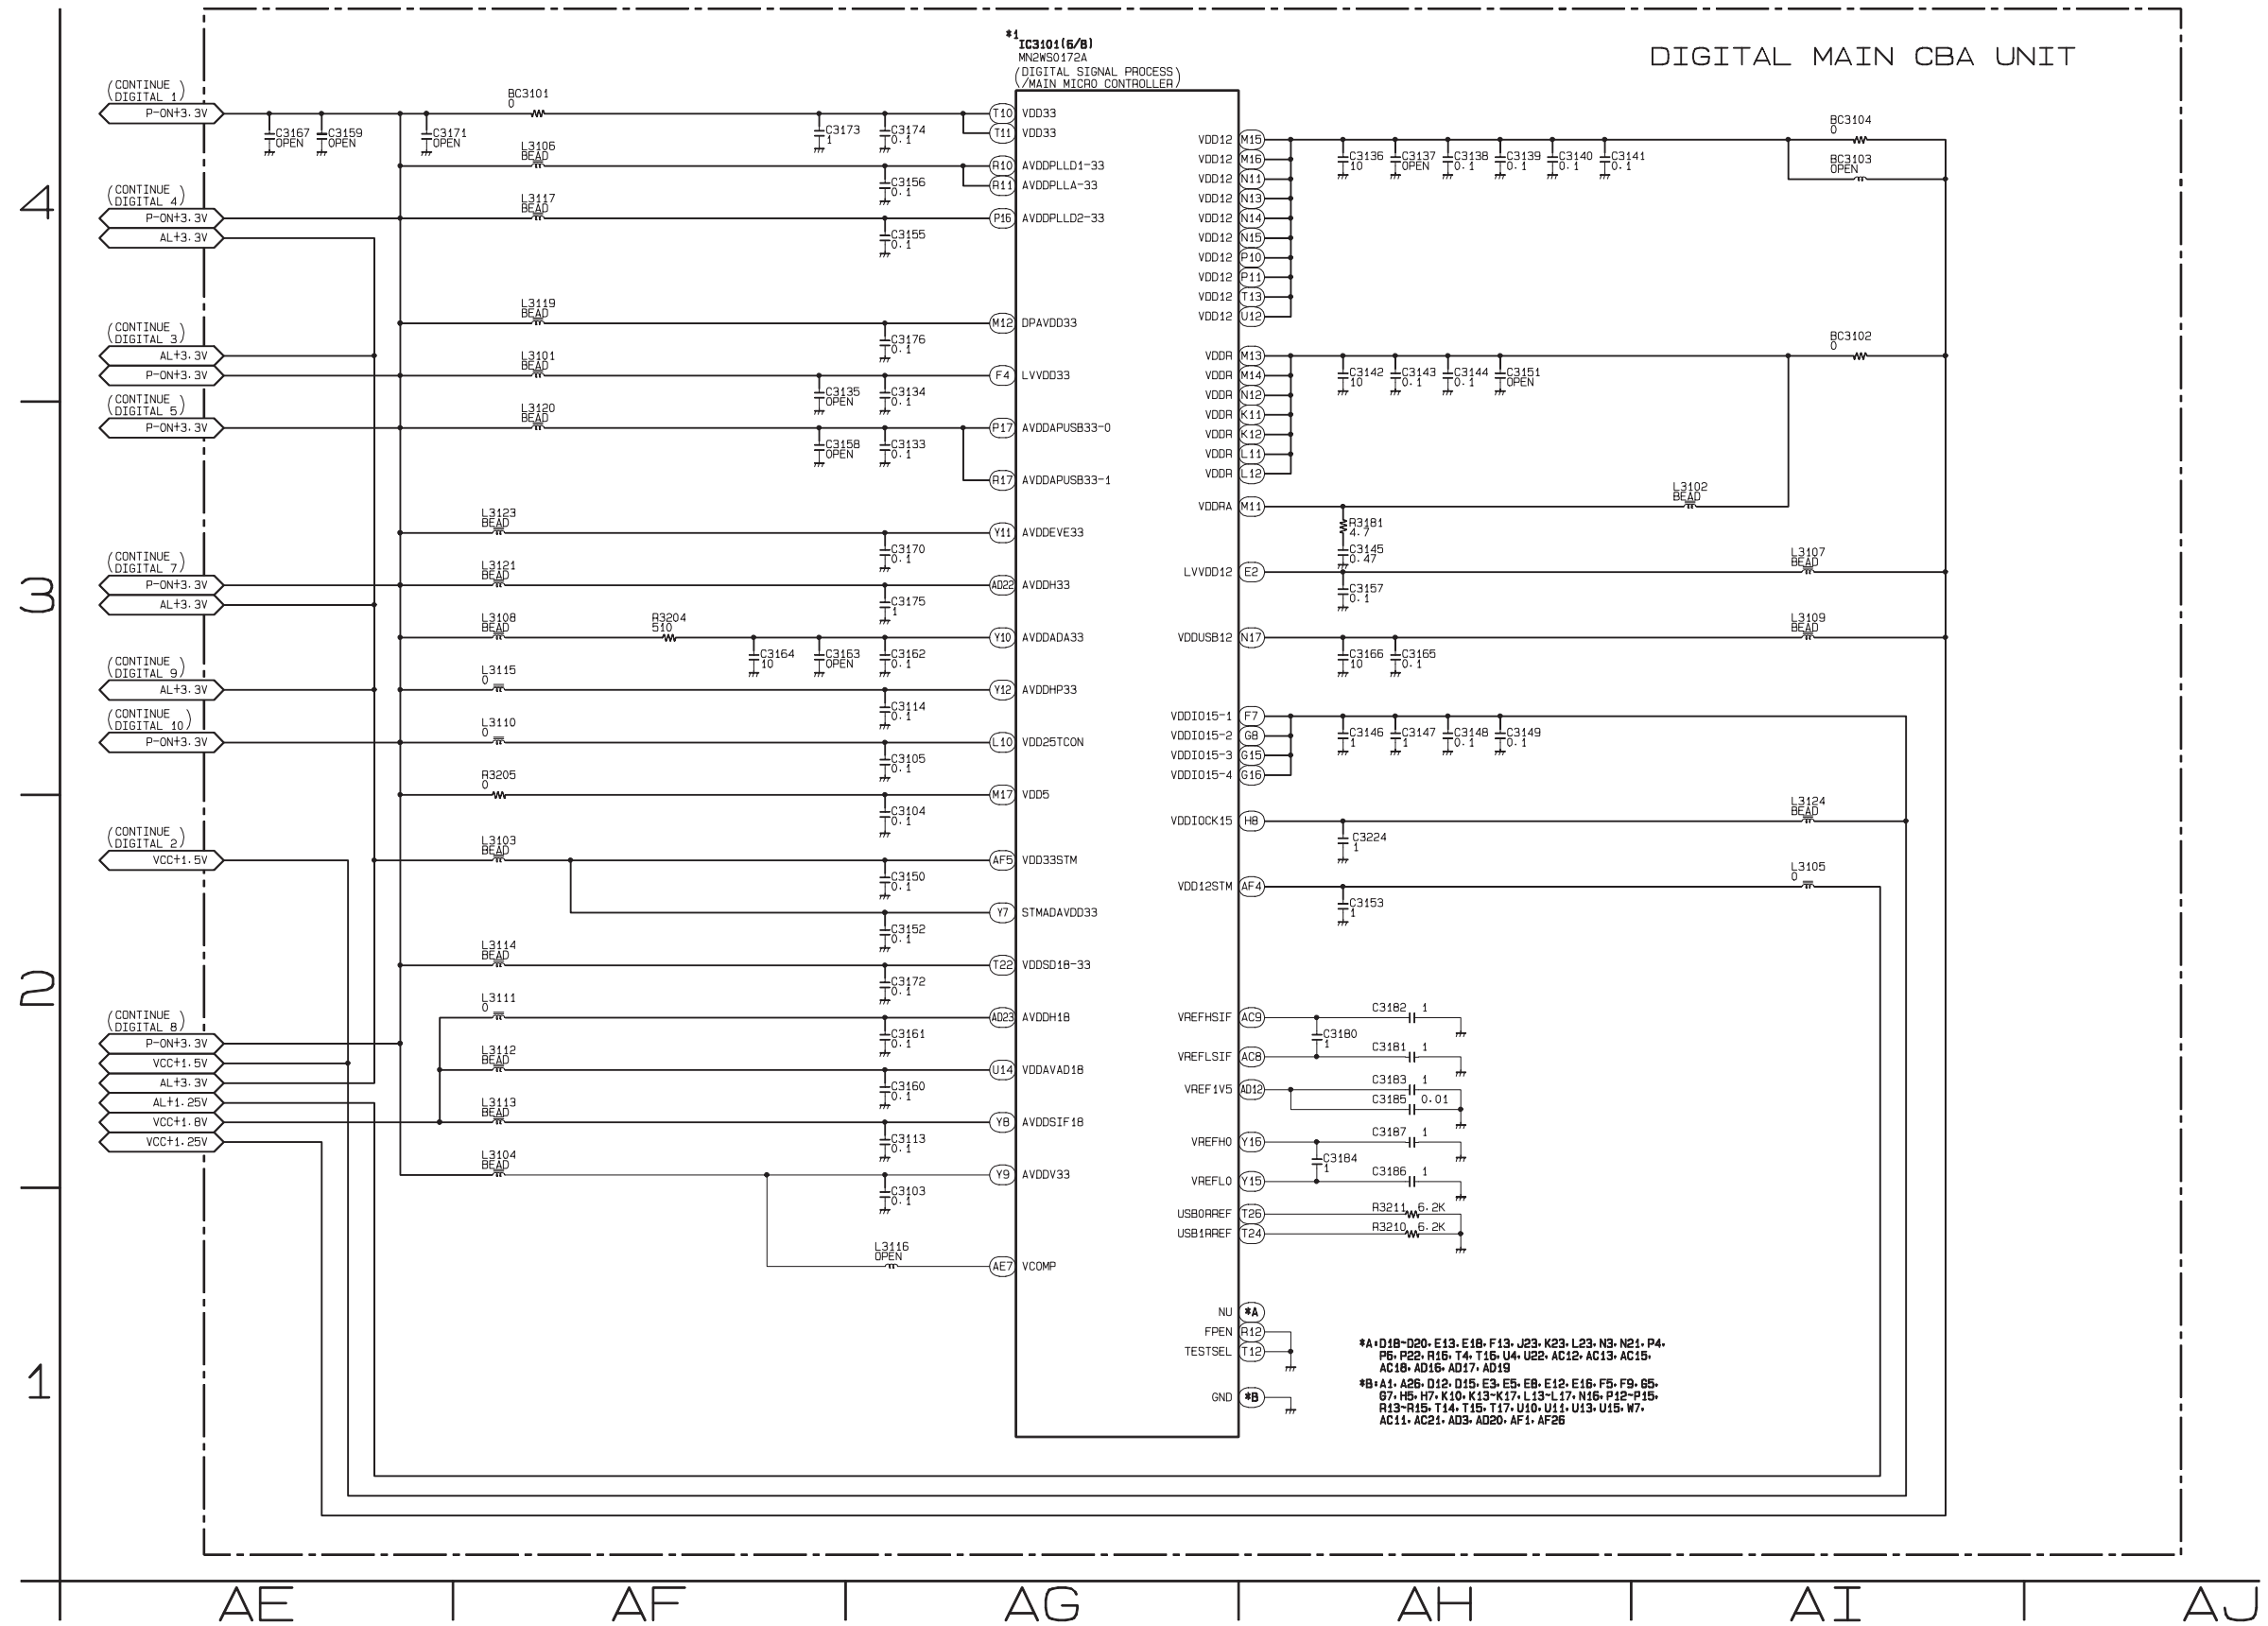 *1
IC3101(6/8)
MN2WS0172A
(DIGITAL SIGNAL PROCESS)
(/MAIN MICRO CONTROLLER)
DIGITAL MAIN CBA UNIT
4
3
2
1
(CONTINUE
DIGITAL 1)
P-ON+3.3V
(CONTINUE
DIGITAL 4)
P-ON+3.3V
AL+3.3V
(CONTINUE
DIGITAL 3)
AL+3.3V
P-ON+3.3V
(CONTINUE
DIGITAL 5)
P-ON+3.3V
(CONTINUE
DIGITAL 7)
P-ON+3.3V
AL+3.3V
(CONTINUE
DIGITAL 9)
AL+3.3V
(CONTINUE
DIGITAL 10)
P-ON+3.3V
(CONTINUE
DIGITAL 2)
VCC+1.5V
(CONTINUE
DIGITAL 8)
P-ON+3.3V
VCC+1.5V
AL+3.3V
AL+1.25V
VCC+1.8V
VCC+1.25V
C3167
OPEN
C3159
OPEN
C3171
OPEN
BC3101
0
C3173
1
C3174
0.1
T10 VDD33
T11 VDD33
L3106
BEAD
C3156
0.1
R10 AVDDPLLD1-33
R11 AVDDPLLA-33
L3117
BEAD
C3155
0.1
P16 AVDDPLLD2-33
L3119
BEAD
C3176
0.1
M12 DPAVDD33
L3101
BEAD
C3135
OPEN
C3134
0.1
F4 LVVDD33
L3120
BEAD
C3158
OPEN
C3133
0.1
P17 AVDDAPUSB33-0
R17 AVDDAPUSB33-1
L3123
BEAD
C3170
0.1
Y11 AVDDEVE33
L3121
BEAD
C3175
1
AD22 AVDDH33
L3108
BEAD
R3204
510
C3164
10
C3163
OPEN
C3162
0.1
Y10 AVDDADA33
L3115
0
C3114
0.1
Y12 AVDDHP33
L3110
0
C3105
0.1
L10 VDD25TCON
R3205
0
C3104
0.1
M17 VDD5
L3103
BEAD
C3150
0.1
AF5 VDD33STM
C3152
0.1
Y7 STMADAVDD33
L3114
BEAD
C3172
0.1
T22 VDDSD18-33
L3111
0
C3161
0.1
AD23 AVDDH18
L3112
BEAD
C3160
0.1
U14 VDDAVAD18
L3113
BEAD
C3113
0.1
Y8 AVDDSIF18
L3104
BEAD
C3103
0.1
Y9 AVDDV33
L3116
OPEN
AE7 VCOMP
VDD12 M15
VDD12 M16
VDD12 N11
VDD12 N13
VDD12 N14
VDD12 N15
VDD12 P10
VDD12 P11
VDD12 T13
VDD12 U12
C3136
10
C3137
OPEN
C3138
0.1
C3139
0.1
C3140
0.1
C3141
0.1
BC3104
0
BC3103
OPEN
VDDR M13
VDDR M14
VDDR N12
VDDR K11
VDDR K12
VDDR L11
VDDR L12
C3142
10
C3143
0.1
C3144
0.1
C3151
OPEN
BC3102
0
VDDRA M11
L3102
BEAD
R3181
4.7
C3145
0.47
LVVDD12 E2
C3157
0.1
L3107
BEAD
VDDUSB12 N17
C3166
10
C3165
0.1
L3109
BEAD
VDDIO15-1 F7
VDDIO15-2 G8
VDDIO15-3 G15
VDDIO15-4 G16
C3146
1
C3147
1
C3148
0.1
C3149
0.1
VDDIOCK15 H8
C3224
1
L3124
BEAD
VDD12STM AF4
C3153
1
L3105
0
VREFHSIF AC9
C3182 1
C3180
1
VREFLSIF AC8
C3181 1
VREF1V5 AD12
C3183 1
C3185 0.01
VREFH0 Y16
C3187 1
C3184
1
VREFL0 Y15
C3186 1
USB0RREF T26
R3211 6.2K
USB1RREF T24
R3210 6.2K
NU *A
FPEN R12
TESTSEL T12
GND *B
*A:D18~D20, E13, E18, F13, J23, K23, L23, N3, N21, P4,
P6, P22, R16, T4, T16, U4, U22, AC12, AC13, AC15,
AC18, AD16, AD17, AD19
*B:A1, A26, D12, D15, E3, E5, E8, E12, E16, F5, F9, G5,
G7, H5, H7, K10, K13~K17, L13~L17, N16, P12~P15,
R13~R15, T14, T15, T17, U10, U11, U13, U15, W7,
AC11, AC21, AD3, AD20, AF1, AF26
AE
AF
AG
AH
AI
AJ